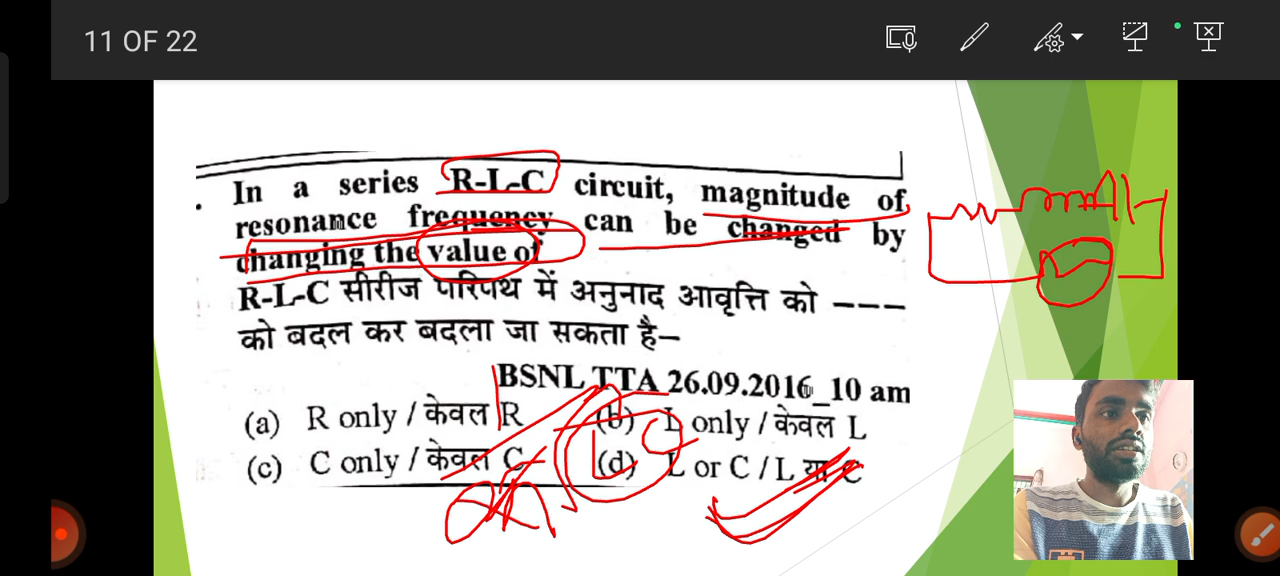 11 OF 22
. In a series R-L-C circuit, magnitude of
resonance frequency can be changed by
changing the value of
R-L-C सीरीज परिपथ में अनुनाद आवृत्ति को ---
को बदल कर बदला जा सकता है–
BSNL TTA 26.09.2016_10 am
(a) R only / केवल R (b) L only / केवल L
(c) C only / केवल C (d) L or C / L या C
LC